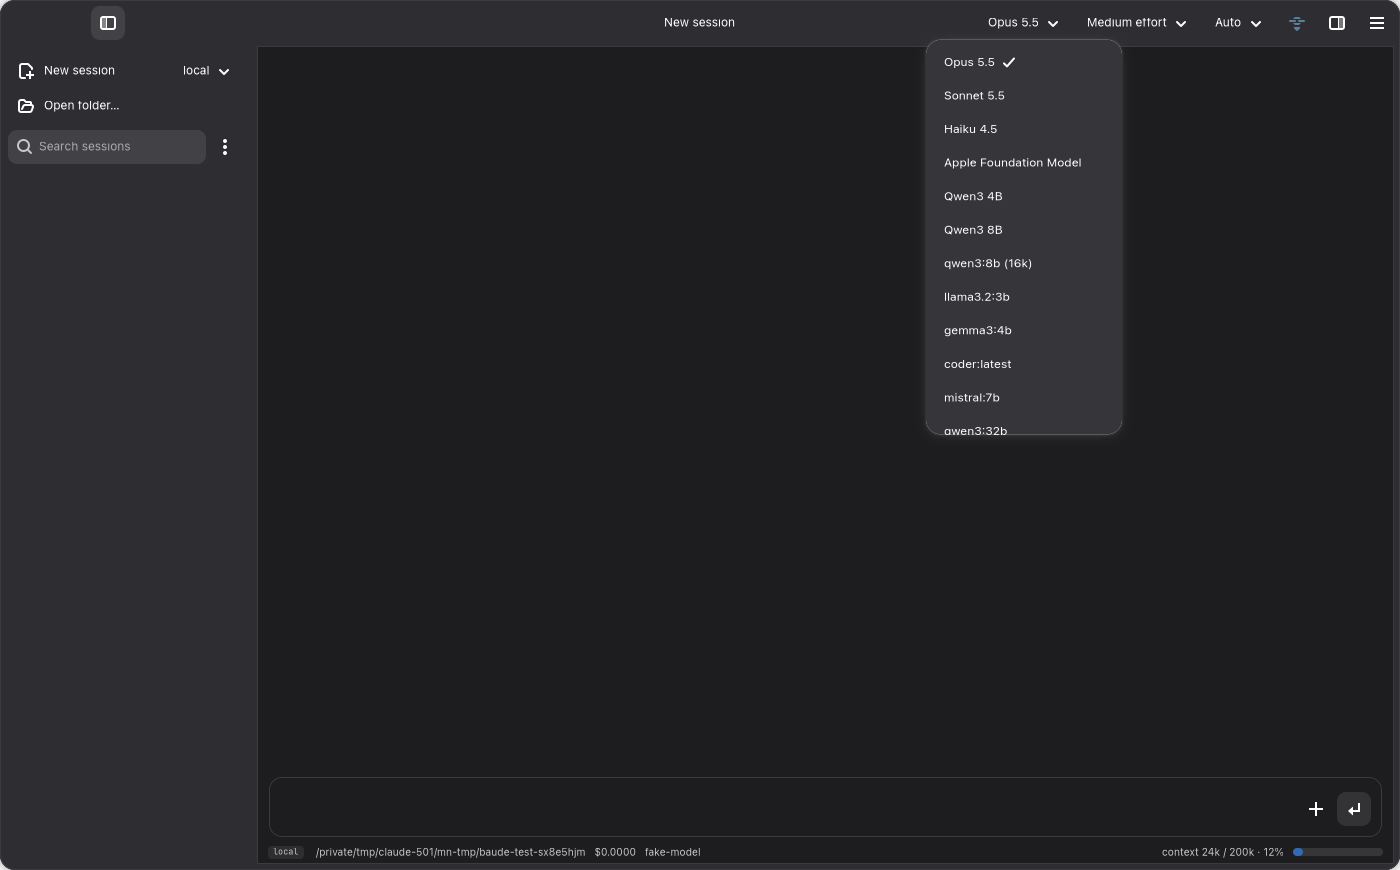 New session
Opus 5.5
Medium effort
Auto
New session
local
Open folder...
Search sessions
Opus 5.5
Sonnet 5.5
Haiku 4.5
Apple Foundation Model
Qwen3 4B
Qwen3 8B
qwen3:8b (16k)
llama3.2:3b
gemma3:4b
coder:latest
mistral:7b
qwen3:32b
local /private/tmp/claude-501/mn-tmp/baude-test-sx8e5hjm $0.0000 fake-model
context 24k / 200k · 12%